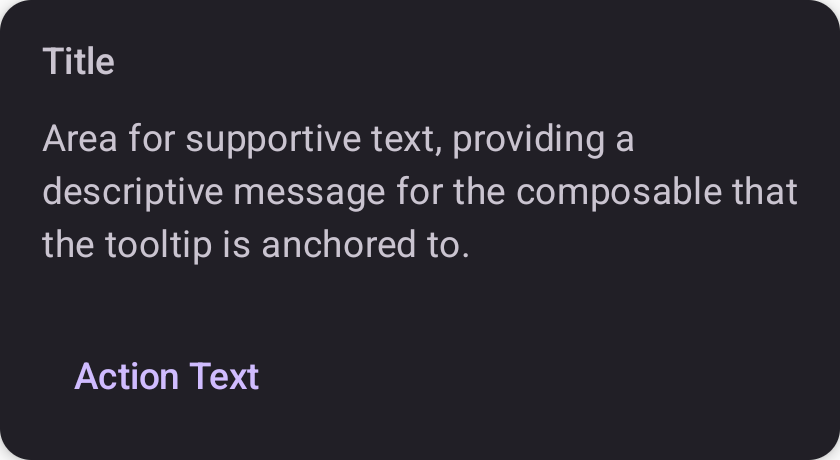 Title
Area for supportive text, providing a
descriptive message for the composable that
the tooltip is anchored to.
Action Text